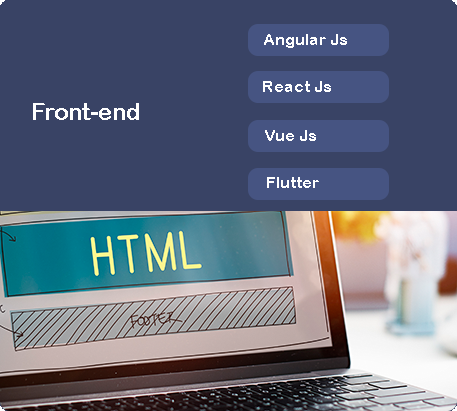 Front-end
Angular Js
React Js
Vue Js
Flutter
HTML
FOOTER